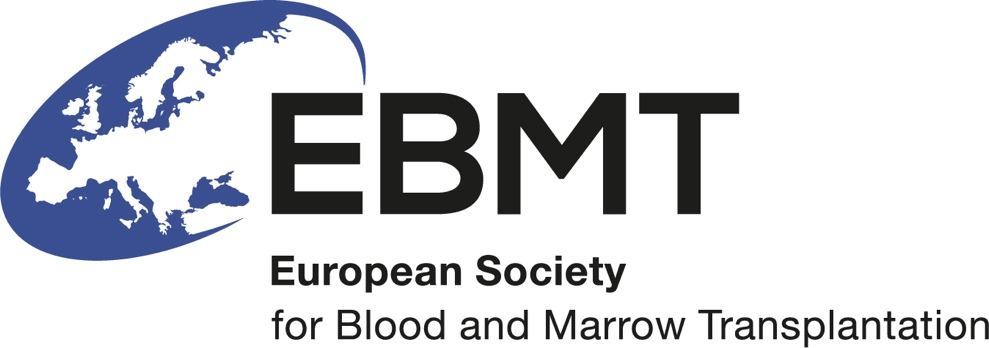 EBMT
European Society
for Blood and Marrow Transplantation